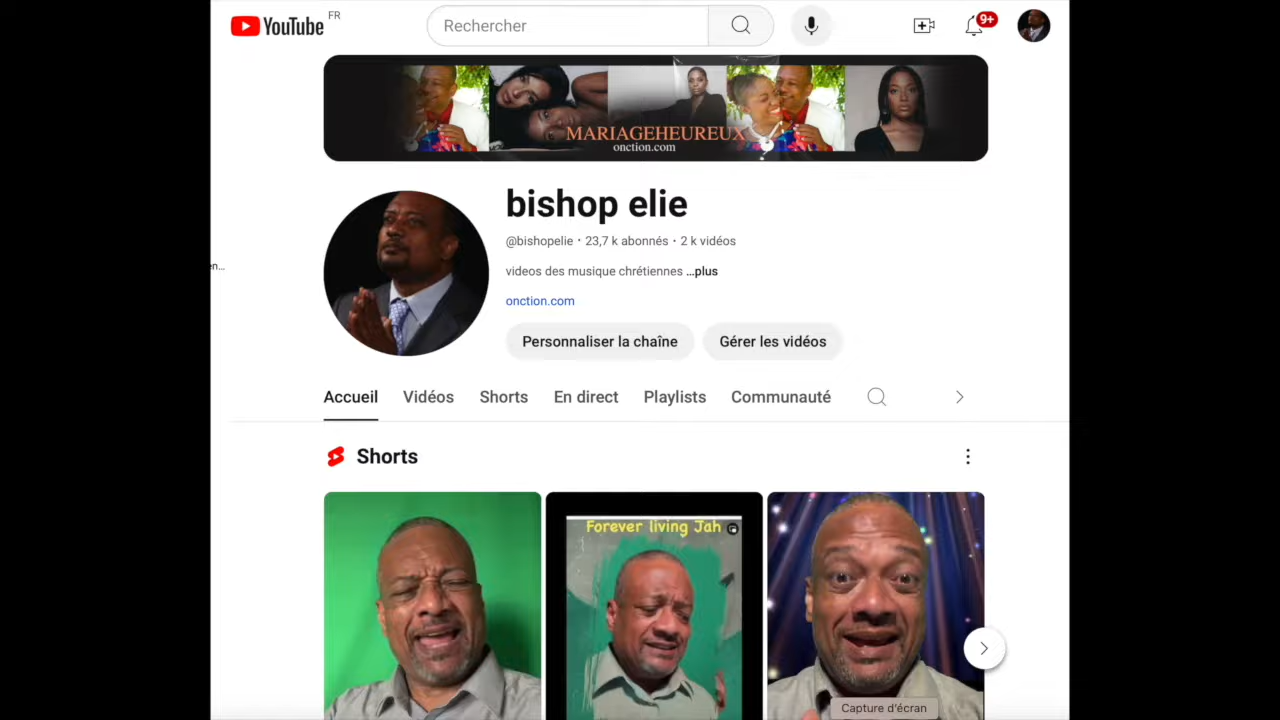 YouTube FR
Rechercher
9+
MARIAGEHEUREUX
onction.com
bishop elie
@bishopelie • 23,7 k abonnés • 2 k vidéos
en...
videos des musique chrétiennes ...plus
onction.com
Personnaliser la chaîne
Gérer les vidéos
Accueil Vidéos Shorts En direct Playlists Communauté
Shorts
Forever living Jah
Capture d'écran